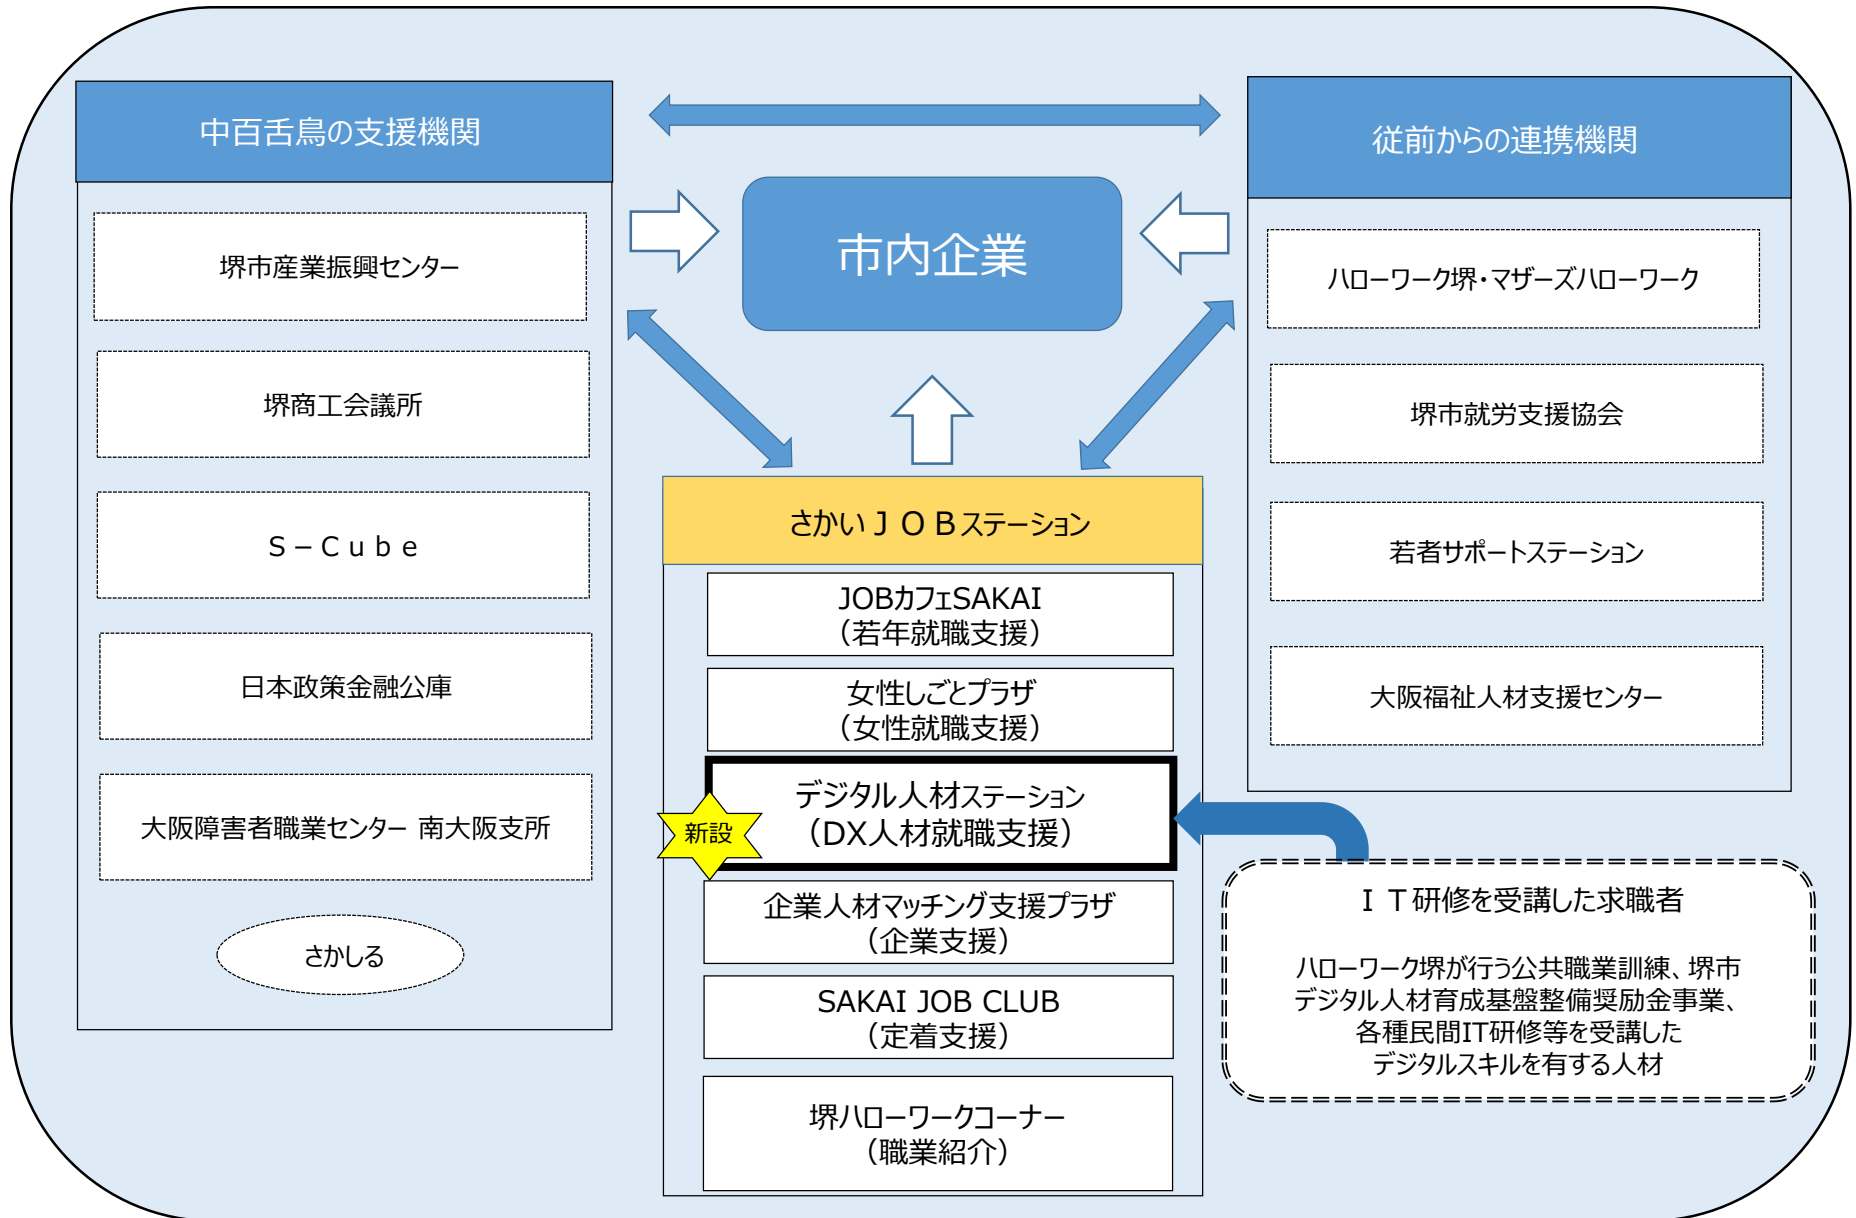 中百舌鳥の支援機関
堺市産業振興センター
堺商工会議所
Ｓ－Ｃｕｂｅ
日本政策金融公庫
大阪障害者職業センター 南大阪支所
さかしる
市内企業
さかいＪＯＢステーション
JOBカフェSAKAI
（若年就職支援）
女性しごとプラザ
（女性就職支援）
新設
デジタル人材ステーション
（DX人材就職支援）
企業人材マッチング支援プラザ
（企業支援）
SAKAI JOB CLUB
（定着支援）
堺ハローワークコーナー
（職業紹介）
従前からの連携機関
ハローワーク堺・マザーズハローワーク
堺市就労支援協会
若者サポートステーション
大阪福祉人材支援センター
ＩＴ研修を受講した求職者
ハローワーク堺が行う公共職業訓練、堺市
デジタル人材育成基盤整備奨励金事業、
各種民間IT研修等を受講した
デジタルスキルを有する人材